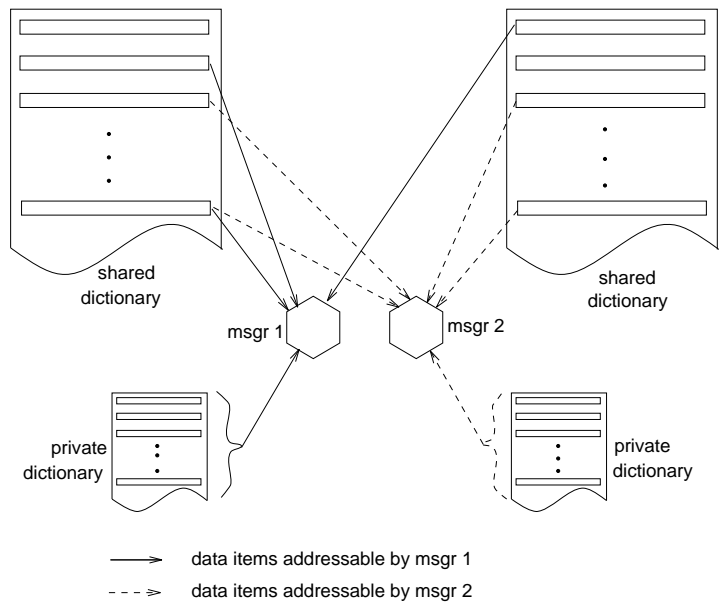 shared
dictionary
shared
dictionary
msgr 1
msgr 2
private
dictionary
private
dictionary
data items addressable by msgr 1
data items addressable by msgr 2